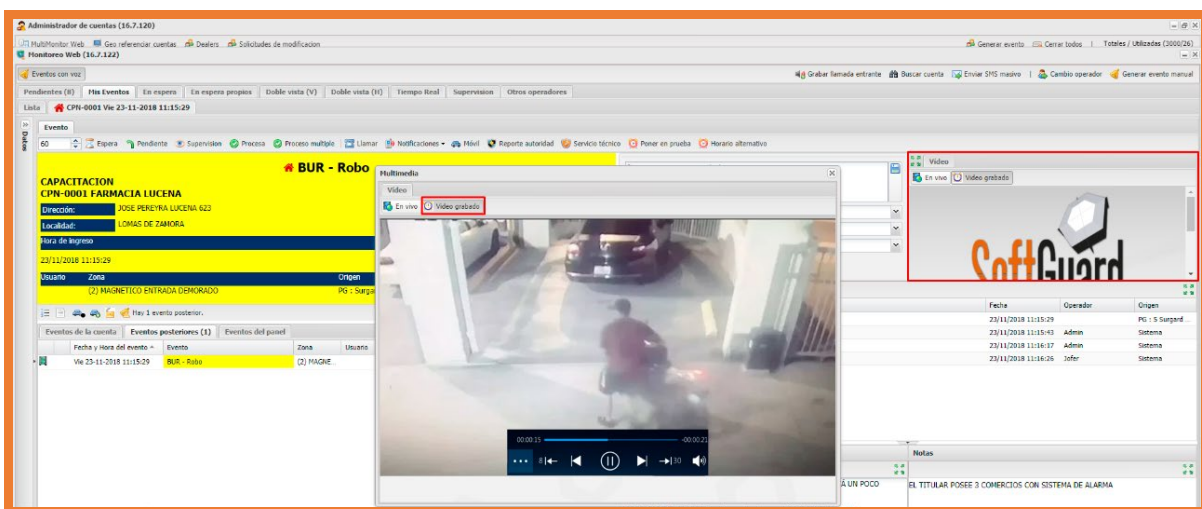 Administrador de cuentas (16.7.120)
MultiMonitor Web Geo referenciar cuentas Dealers Solicitudes de modificacion Generar evento Cerrar todos | Totales / Utilizadas (3000/26)
Monitoreo Web (16.7.122)
Eventos con voz Grabar llamada entrante Buscar cuenta Enviar SMS masivo | Cambio operador Generar evento manual
Pendientes (8) Mis Eventos En espera En espera propios Doble vista (V) Doble vista (H) Tiempo Real Supervision Otros operadores
Lista CPN-0001 Vie 23-11-2018 11:15:29
Datos
Evento
60 Espera Pendiente Supervision Procesa Proceso multiple Llamar Notificaciones Móvil Reporte autoridad Servicio técnico Poner en prueba Horario alternativo
BUR - Robo
CAPACITACION
CPN-0001 FARMACIA LUCENA
Dirección: JOSE PEREYRA LUCENA 623
Localidad: LOMAS DE ZAMORA
Hora de ingreso
23/11/2018 11:15:29
Usuario Zona Origen
(2) MAGNETICO ENTRADA DEMORADO PG : Surga
Hay 1 evento posterior.
Eventos de la cuenta Eventos posteriores (1) Eventos del panel
Fecha y Hora del evento Evento Zona Usuario
Vie 23-11-2018 11:15:29 BUR - Robo (2) MAGNE...
Multimedia
Video
En vivo Video grabado
00:00:15 -00:00:21
8 30
Video
En vivo Video grabado
SoftGuard
Fecha Operador Origen
23/11/2018 11:15:29 PG : S Surgard ...
23/11/2018 11:15:43 Admin Sistema
23/11/2018 11:16:17 Admin Sistema
23/11/2018 11:16:26 Jofer Sistema
Notas
Á UN POCO
EL TITULAR POSEE 3 COMERCIOS CON SISTEMA DE ALARMA